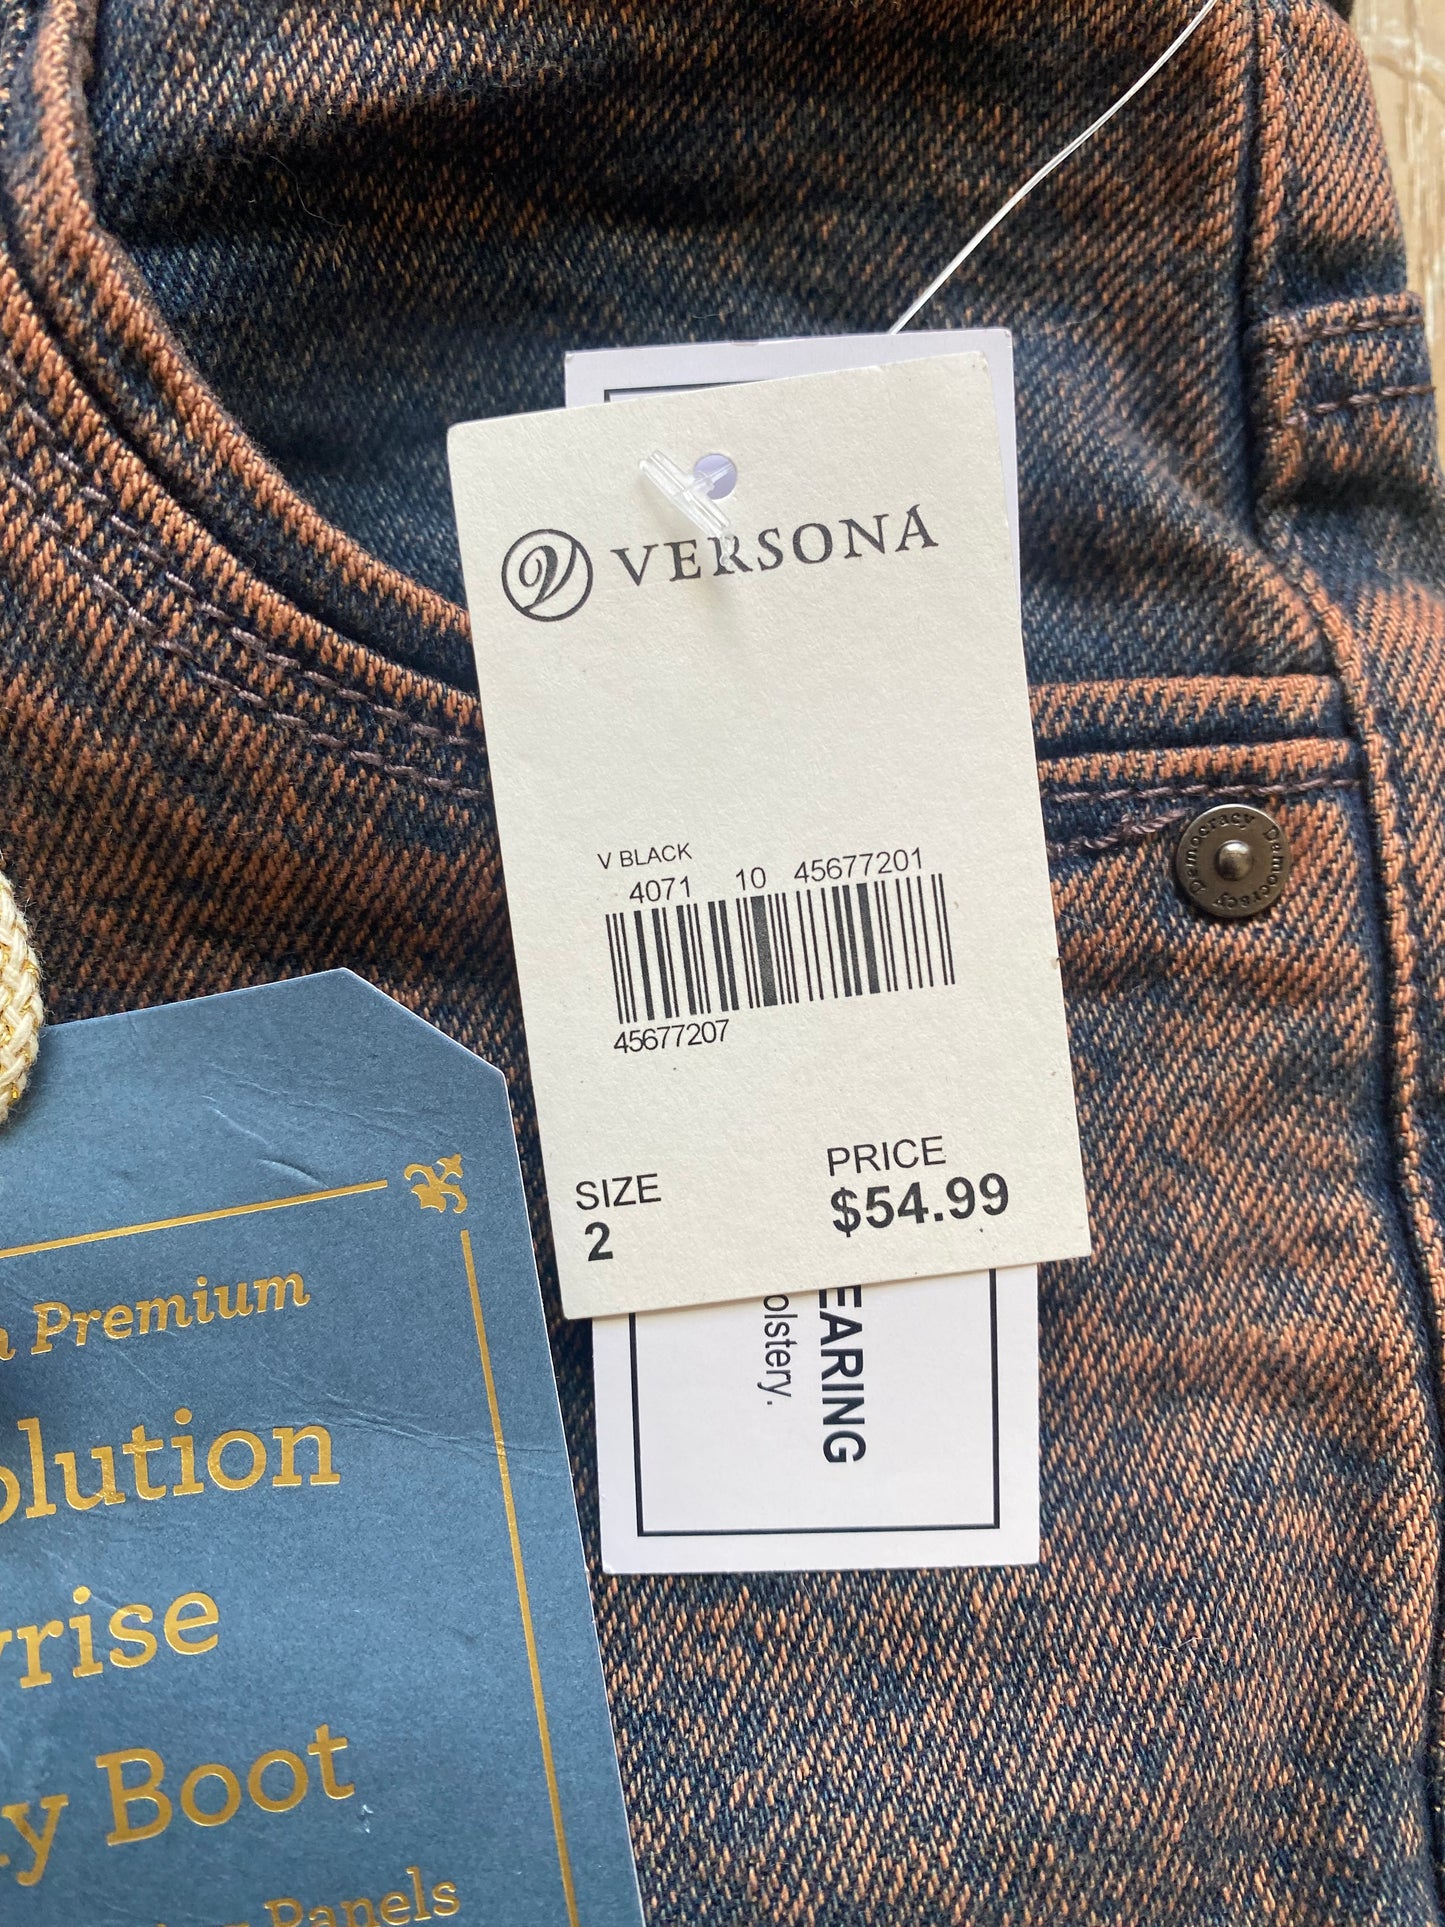 VERSONA
V BLACK
4071 10 45677201
45677207
SIZE
2
PRICE
$54.99
EARING
olstery.
Democracy Democracy
Premium
olution
rise
y Boot
Panels